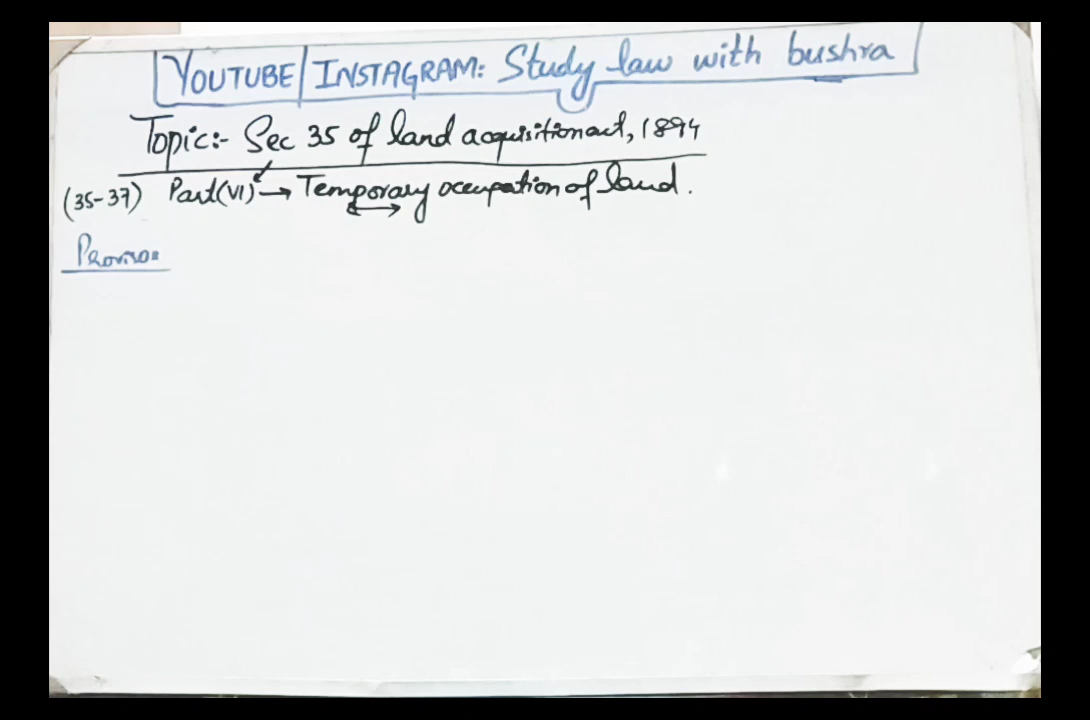 YOUTUBE/INSTAGRAM: Study law with bushra
Topic:- Sec 35 of land acquisition act, 1894
(35-37) Part(VI) → Temporary occupation of land.
Proviso=